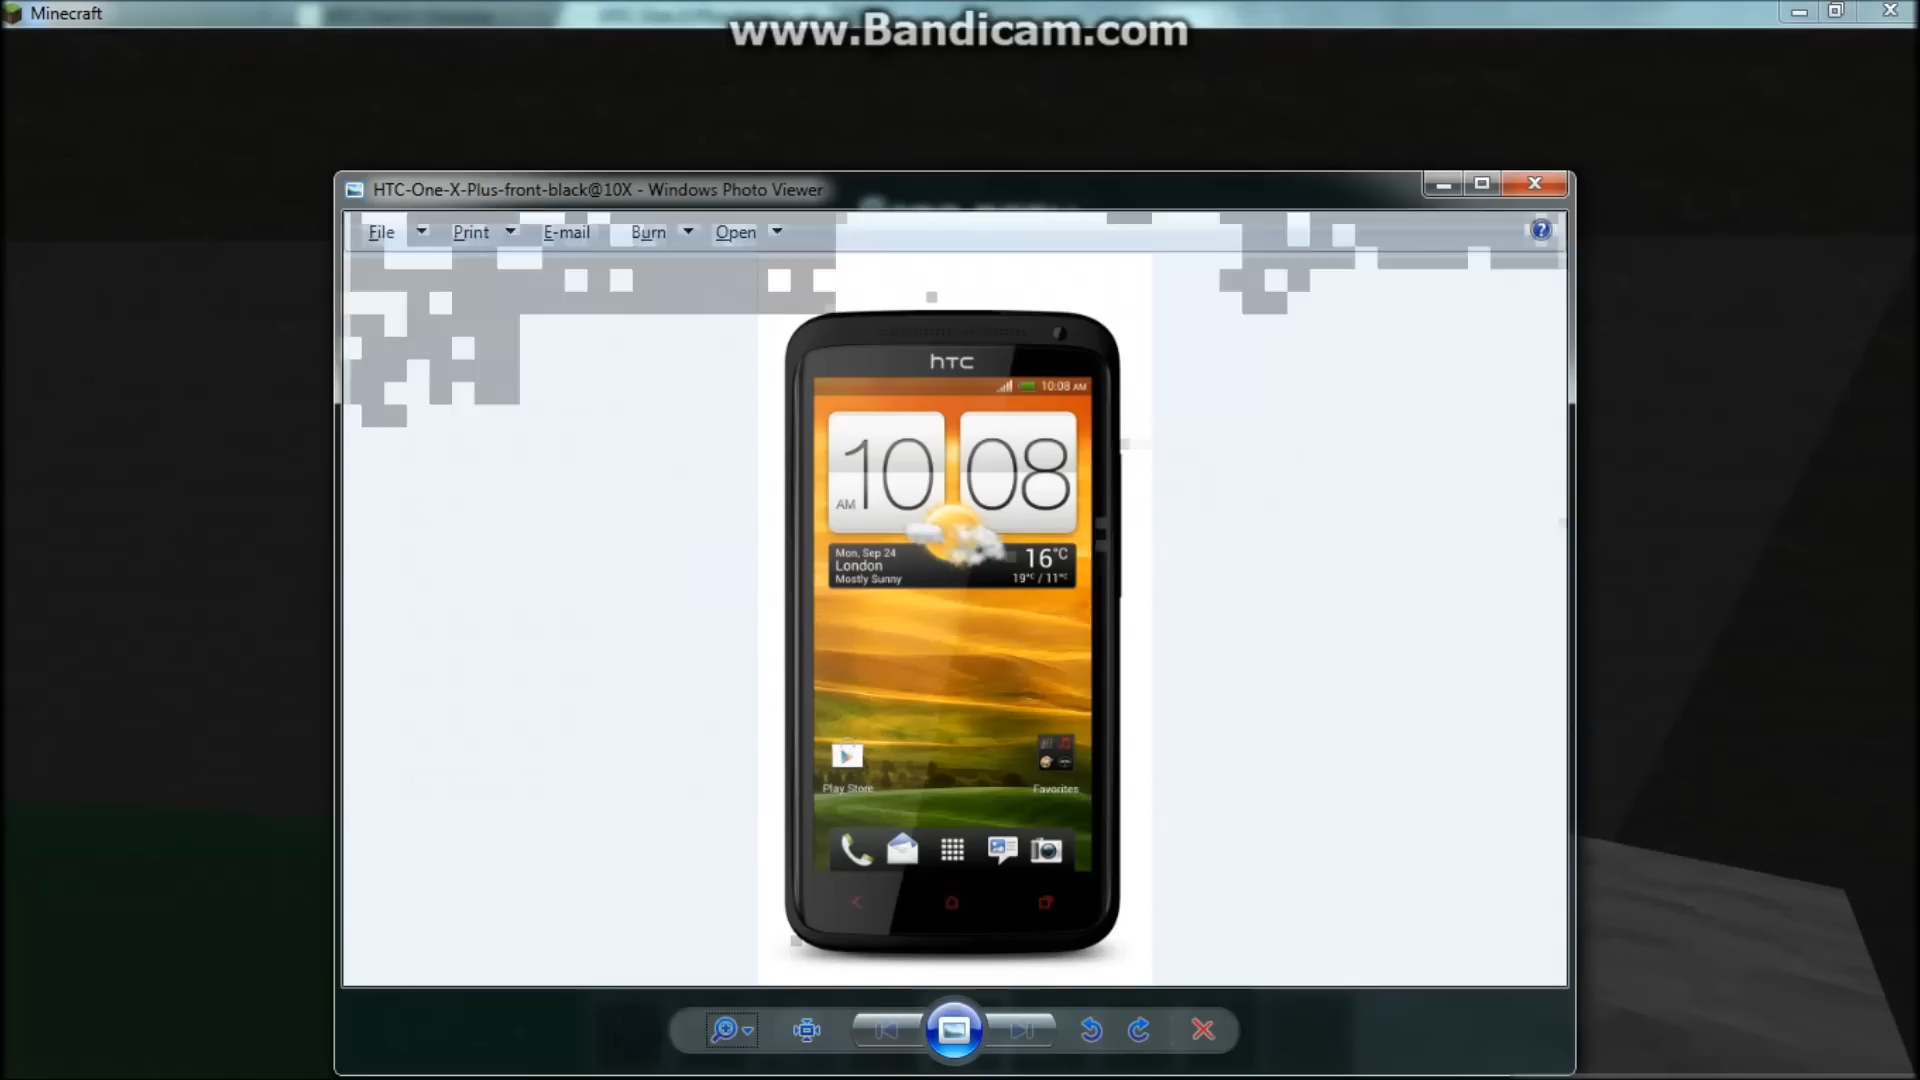 Minecraft
www.Bandicam.com
HTC-One-X-Plus-front-black@10X - Windows Photo Viewer
File Print E-mail Burn Open
hTC
10:08 AM
10 08
AM
Mon, Sep 24
London
Mostly Sunny
16°C
19°C / 11°C
Play Store
Favorites